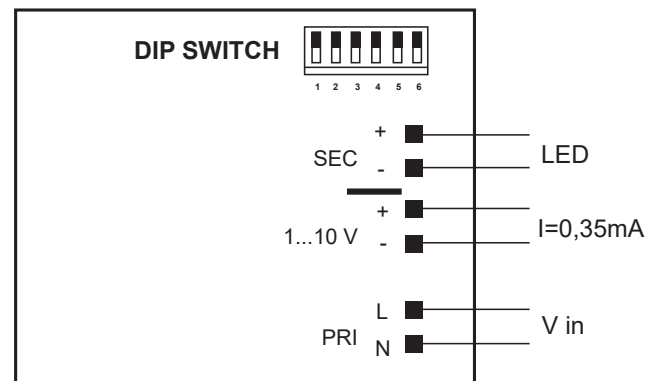 DIP SWITCH
1 2 3 4 5 6
+
SEC
-
LED
+
1...10 V
-
I=0,35mA
L
PRI
N
V in